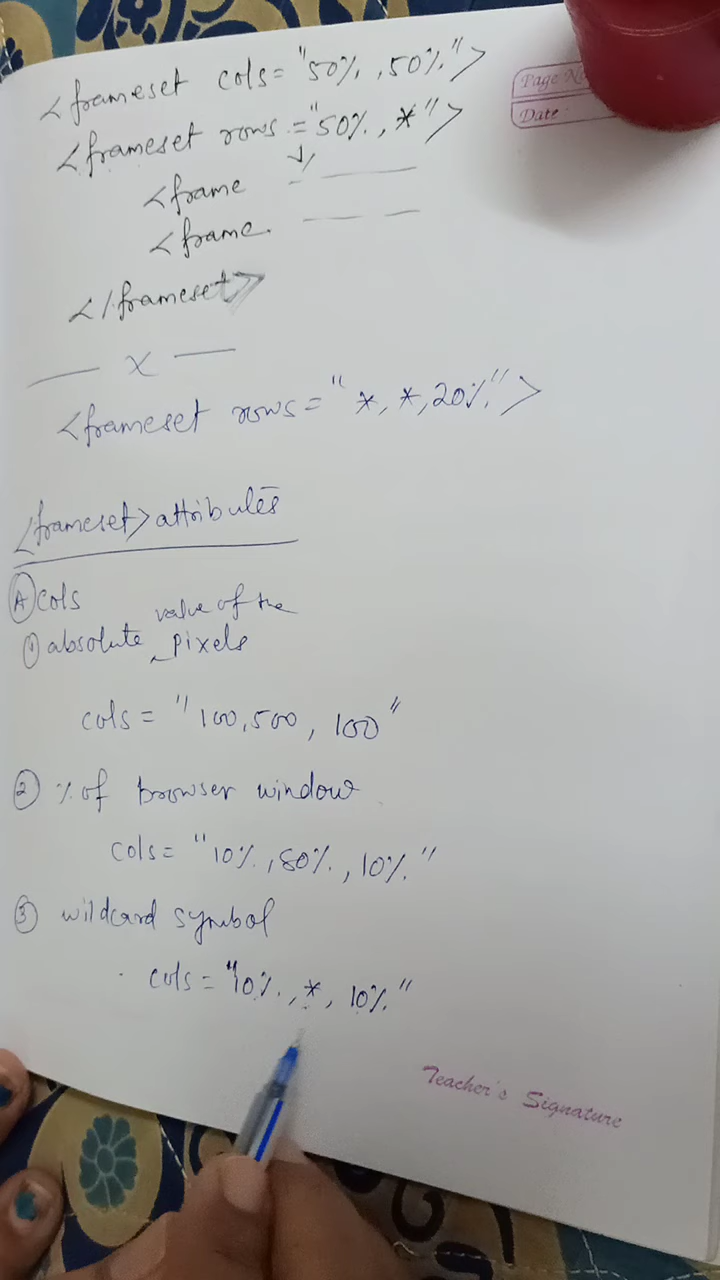 <frameset cols="50%,50%">
Page No
Date
<frameset rows="50%,*">
<frame
<frame
</frameset>
x
<frameset rows="*,*,20%">
<frameset> attributes
(A) cols
(1) absolute value of the pixels
cols="100,500,100"
(2) % of browser window
cols="10%,80%,10%"
(3) wildcard symbol
cols="10%,*,10%"
Teacher's Signature